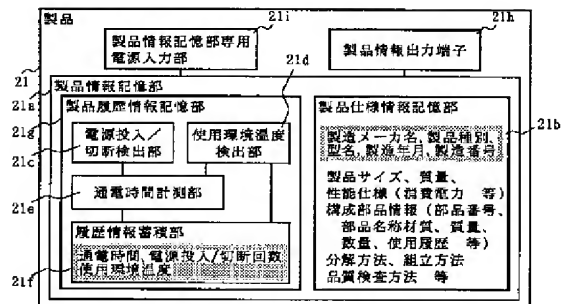 製品
21i
21h
製品情報記憶部専用
電源入力部
製品情報出力端子
21
21d
製品情報記憶部
21a
製品履歴情報記憶部
製品仕様情報記憶部
21g
電源投入／
切断検出部
使用環境温度
検出部
製造メーカ名、製品種別、
型名、製造年月、製造番号
21b
21c
製品サイズ、質量、
性能仕様（消費電力 等）
通電時間計測部
21e
構成部品情報（部品番号、
部品名称材質、質量、
数量、使用履歴 等）
履歴情報蓄積部
通電時間、電源投入/切断回数
使用環境温度
21f
分解方法、組立方法
品質検査方法 等